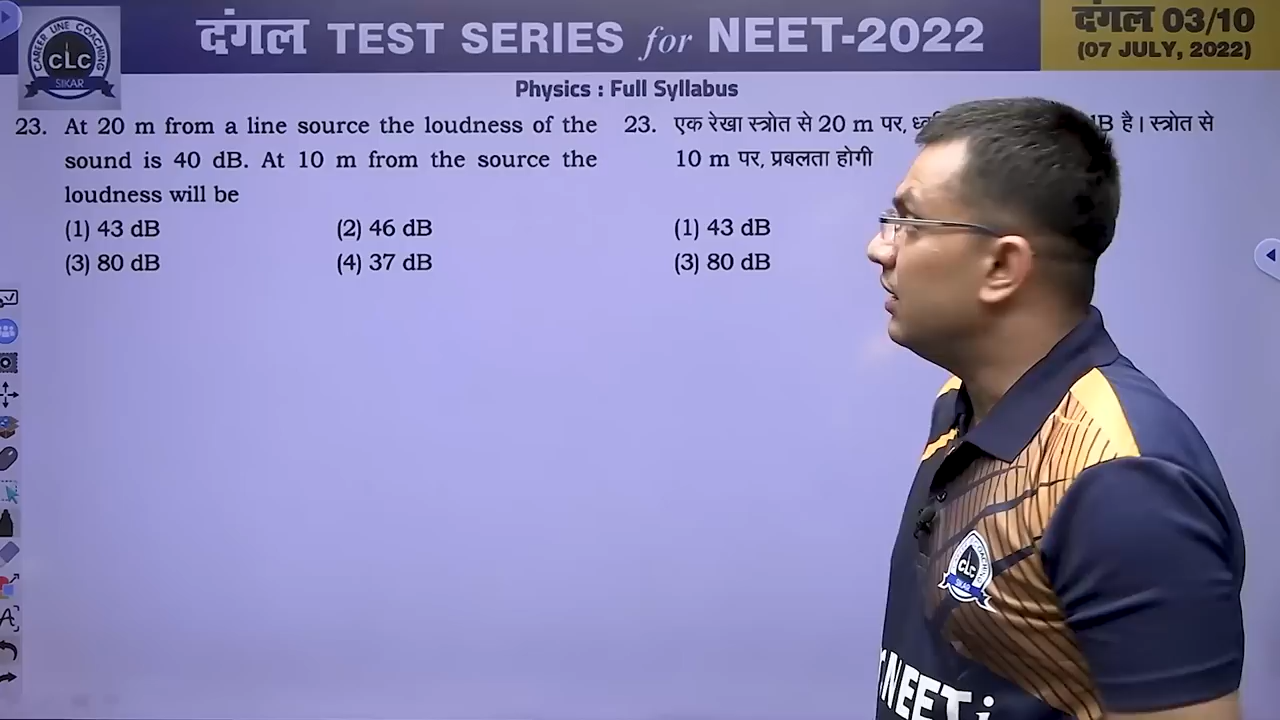 दंगल TEST SERIES for NEET-2022
दंगल 03/10
(07 JULY, 2022)
CAREER LINE COACHING
CLC
SIKAR
Physics : Full Syllabus
23. At 20 m from a line source the loudness of the
sound is 40 dB. At 10 m from the source the
loudness will be
(1) 43 dB (2) 46 dB
(3) 80 dB (4) 37 dB
23. एक रेखा स्त्रोत से 20 m पर, dB है। स्त्रोत से
10 m पर, प्रबलता होगी
(1) 43 dB
(3) 80 dB
CLC
SIKAR
NEET